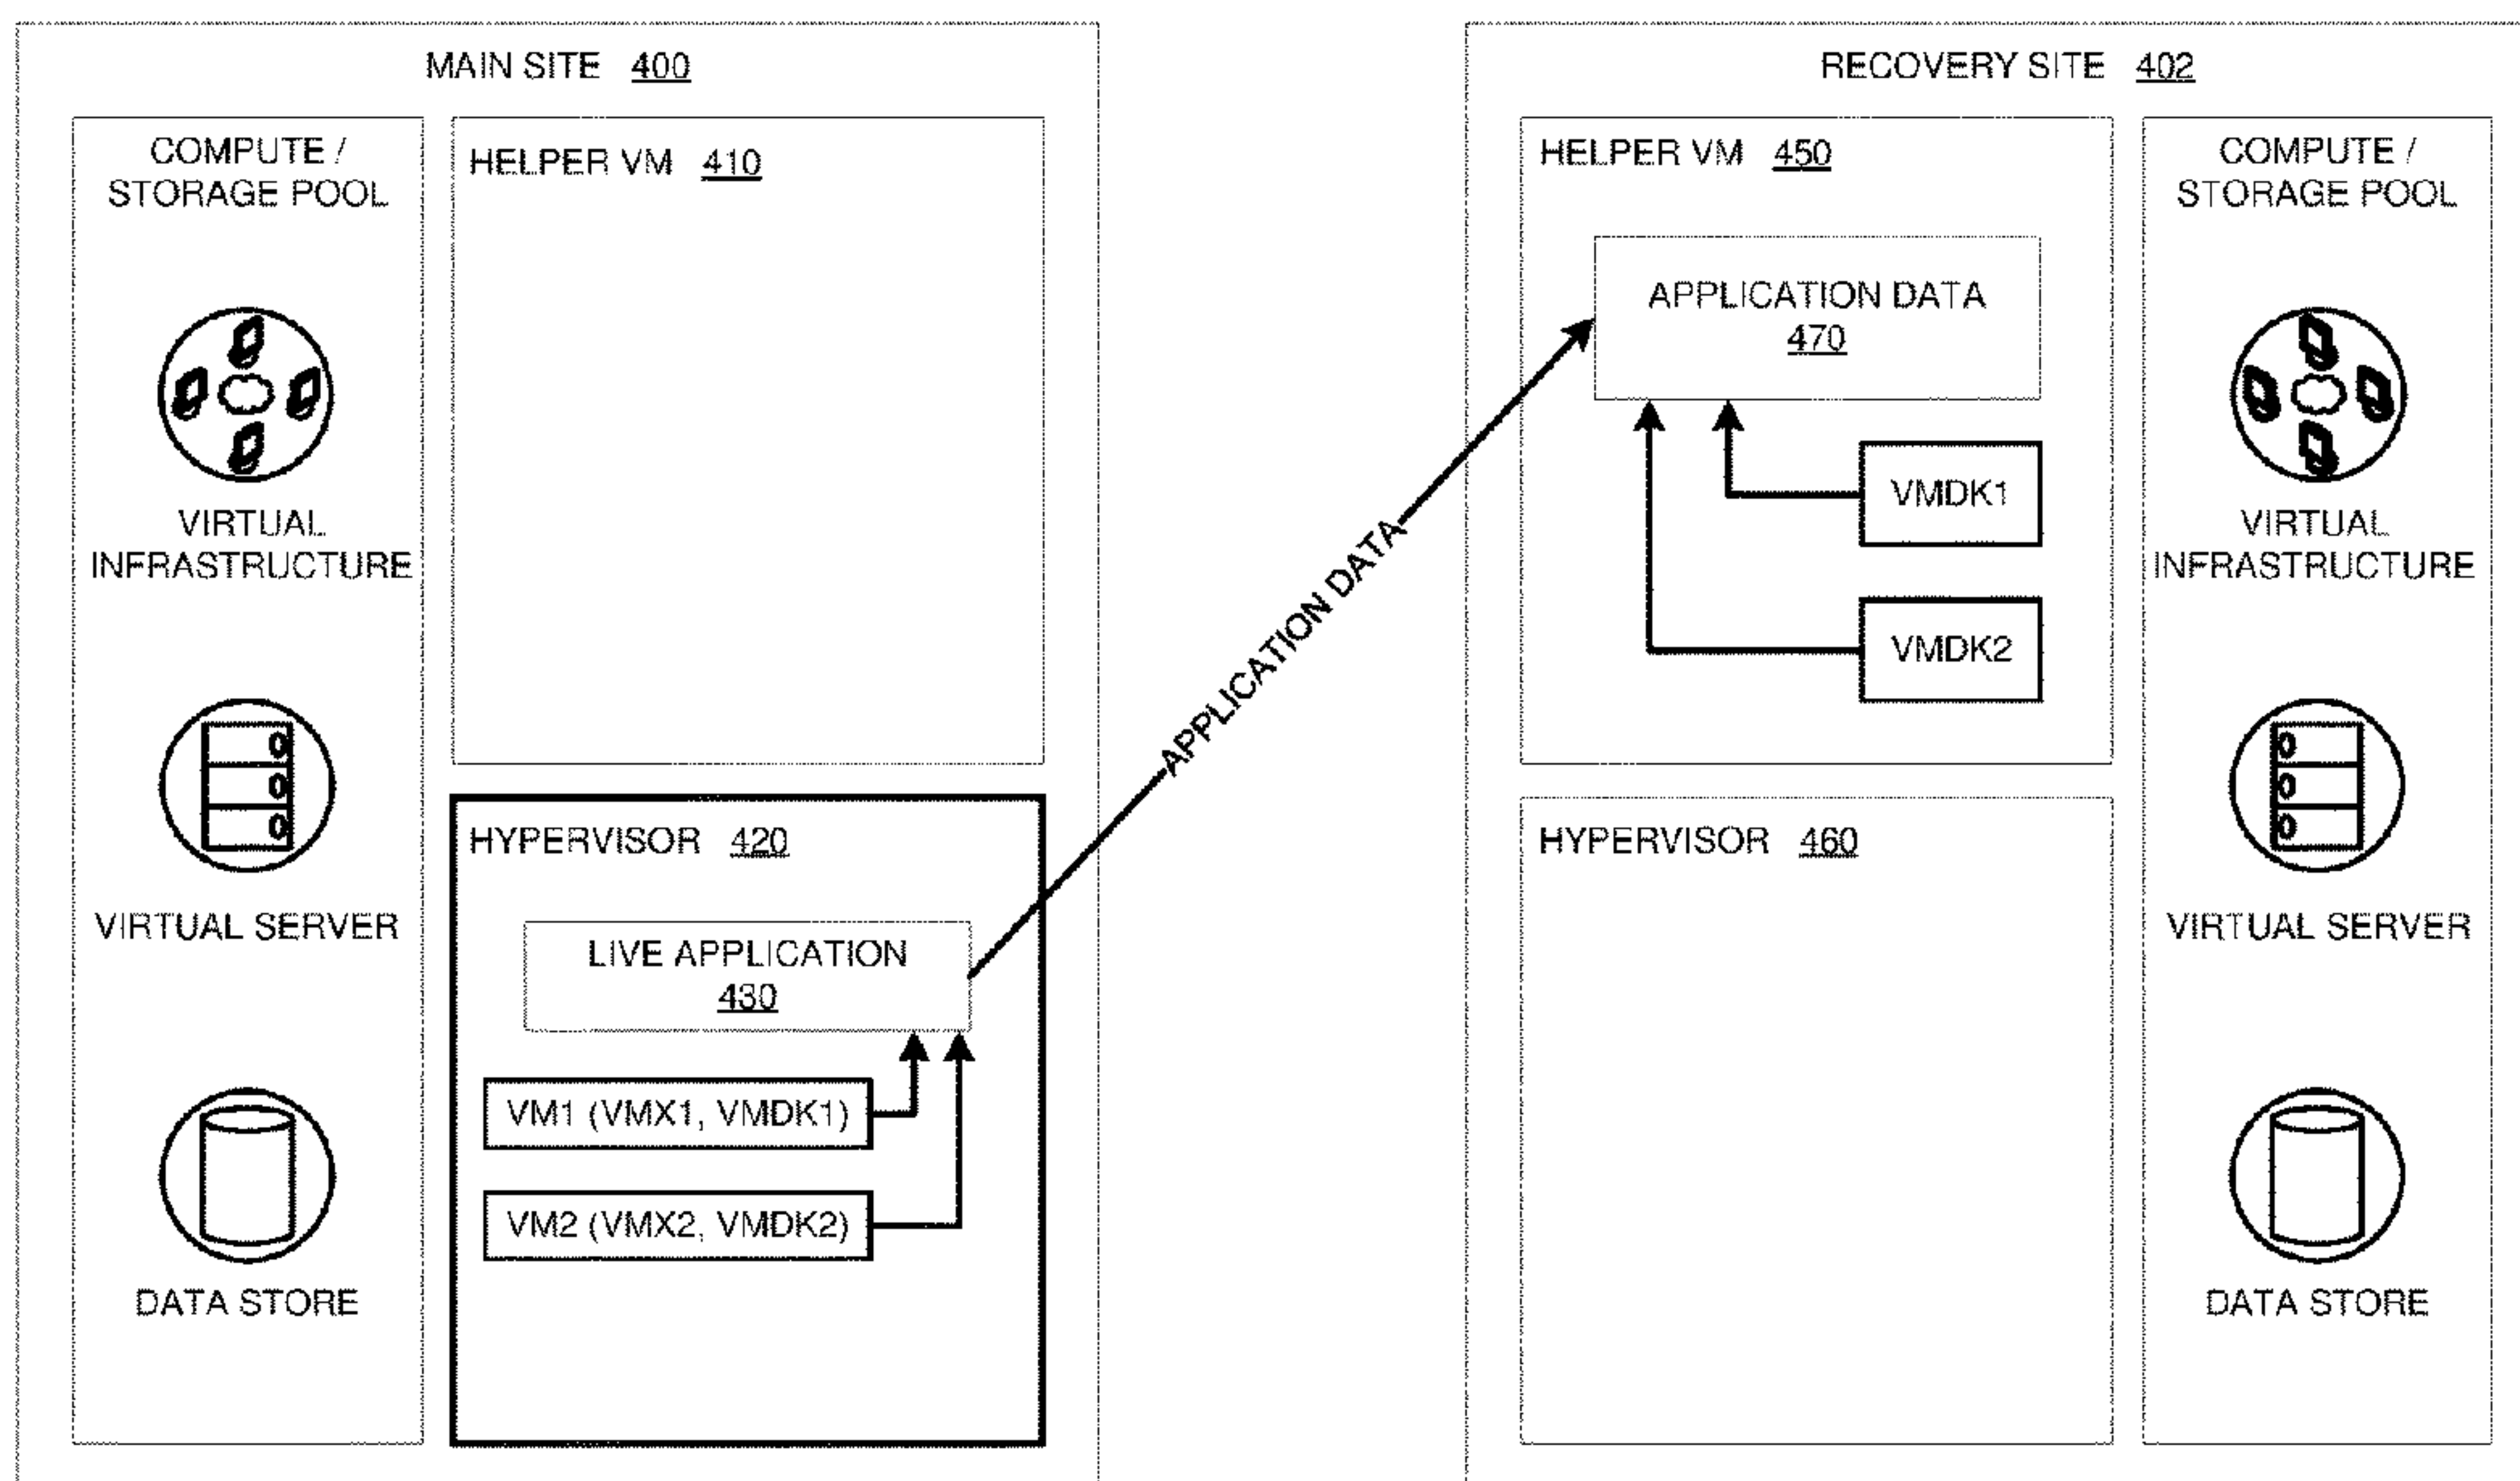 MAIN SITE 400
COMPUTE /
STORAGE POOL
VIRTUAL
INFRASTRUCTURE
VIRTUAL SERVER
DATA STORE
HELPER VM 410
HYPERVISOR 420
LIVE APPLICATION
430
VM1 (VMX1, VMDK1)
VM2 (VMX2, VMDK2)
APPLICATION DATA
RECOVERY SITE 402
HELPER VM 450
APPLICATION DATA
470
VMDK1
VMDK2
HYPERVISOR 460
COMPUTE /
STORAGE POOL
VIRTUAL
INFRASTRUCTURE
VIRTUAL SERVER
DATA STORE